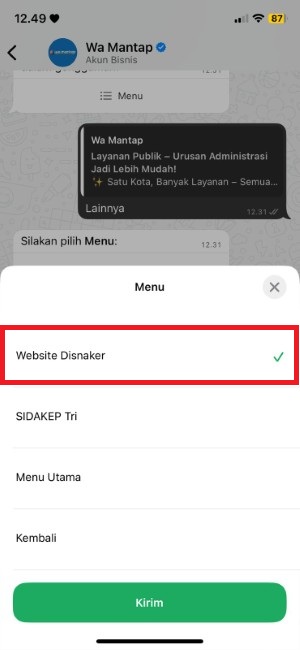 12.49
87
Wa Mantap
Akun Bisnis
12.31
Menu
Wa Mantap
Layanan Publik – Urusan Administrasi
Jadi Lebih Mudah!
✨ Satu Kota, Banyak Layanan – Semua...
Lainnya
12.31
Silakan pilih Menu:
12.31
Menu
Website Disnaker
SIDAKEP Tri
Menu Utama
Kembali
Kirim